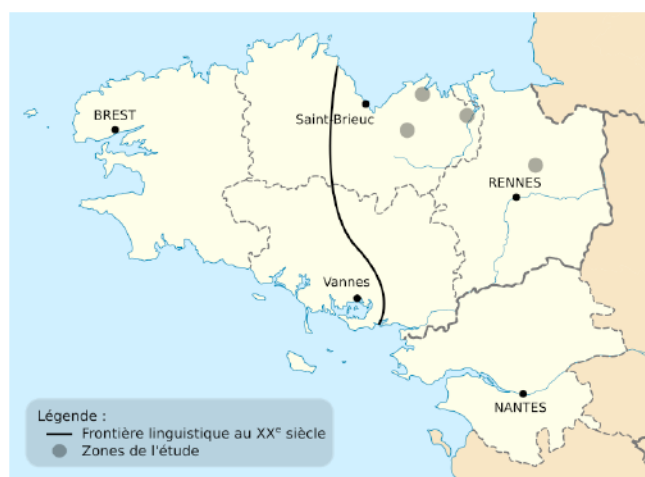 Saint-Brieuc
BREST
RENNES
Vannes
NANTES
Légende :
Frontière linguistique au XXe siècle
Zones de l'étude